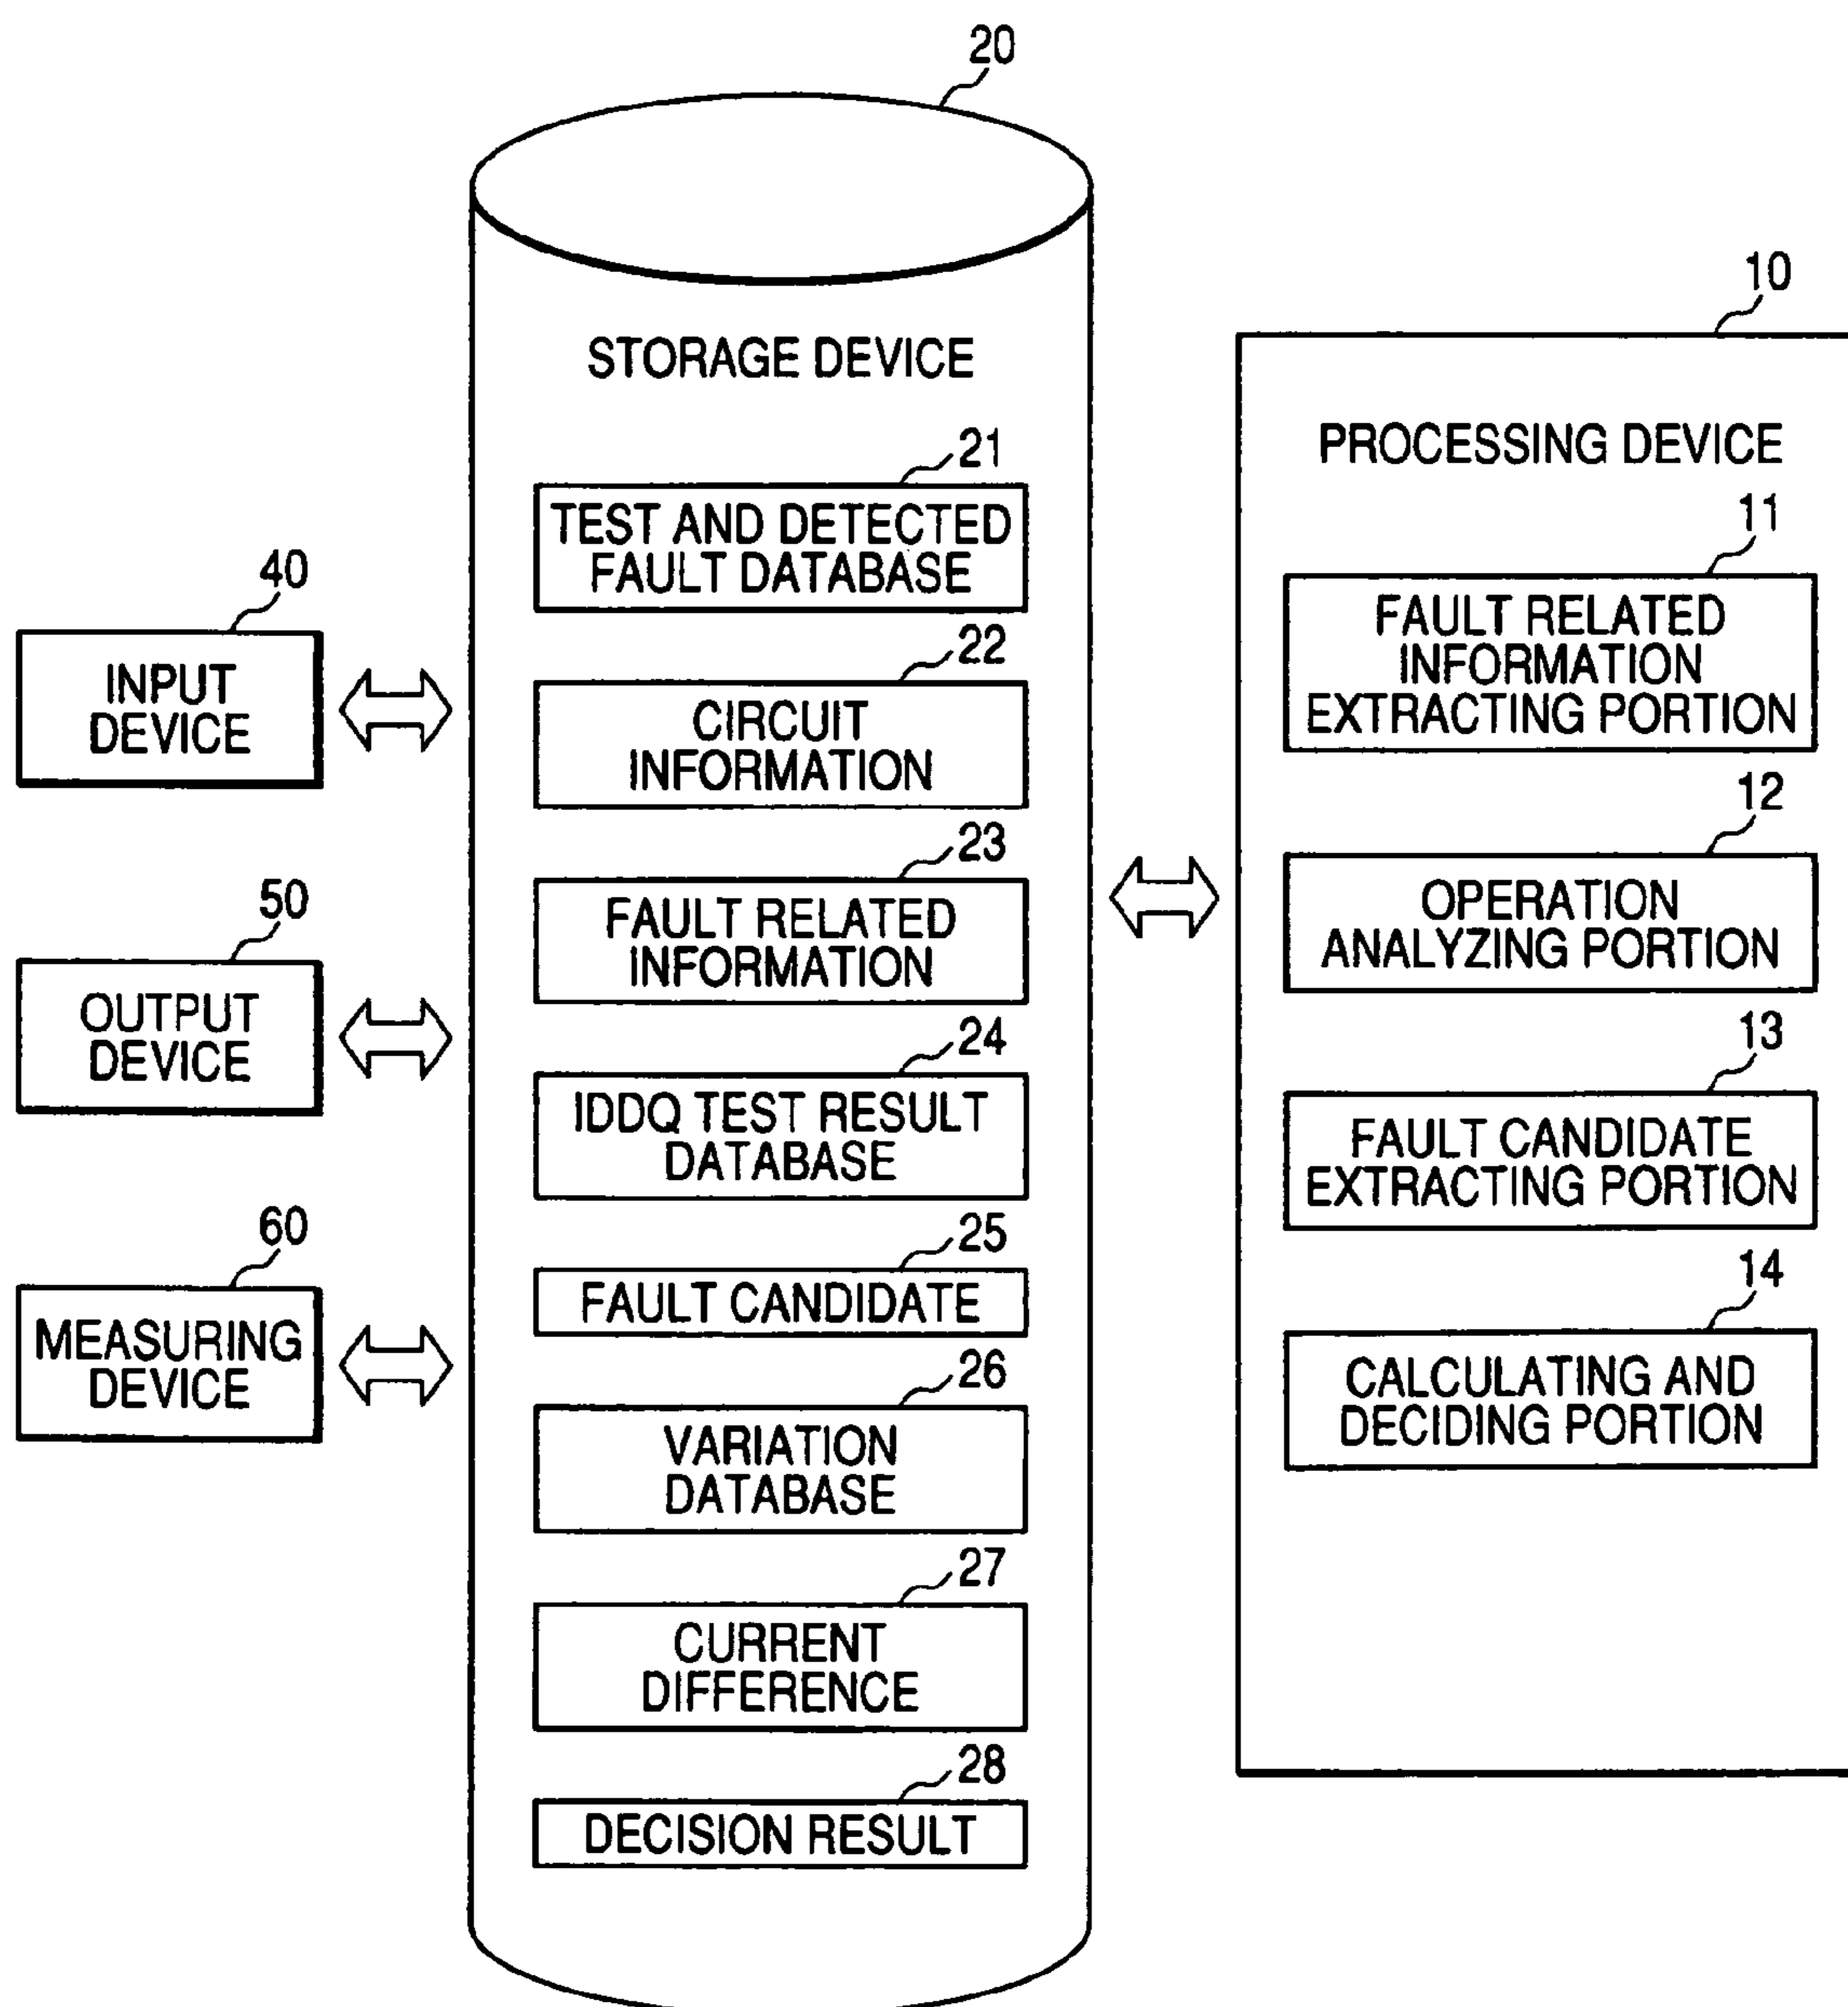 20
STORAGE DEVICE
21
TEST AND DETECTED
FAULT DATABASE
22
CIRCUIT
INFORMATION
23
FAULT RELATED
INFORMATION
24
IDDQ TEST RESULT
DATABASE
25
FAULT CANDIDATE
26
VARIATION
DATABASE
27
CURRENT
DIFFERENCE
28
DECISION RESULT
40
INPUT
DEVICE
50
OUTPUT
DEVICE
60
MEASURING
DEVICE
10
PROCESSING DEVICE
11
FAULT RELATED
INFORMATION
EXTRACTING PORTION
12
OPERATION
ANALYZING PORTION
13
FAULT CANDIDATE
EXTRACTING PORTION
14
CALCULATING AND
DECIDING PORTION